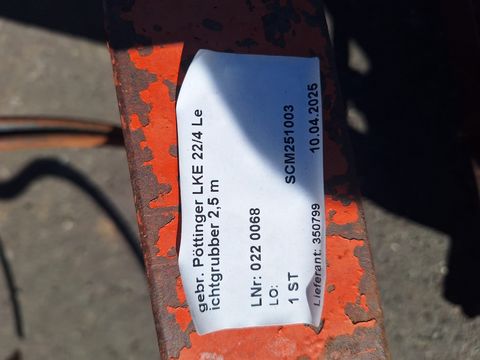 gebr. Pöttinger LKE 22/4 Le
ichtgrubber 2,5 m
LNr: 022 0068
SCM251003
LO:
1 ST
10.04.2025
Lieferant: 350799